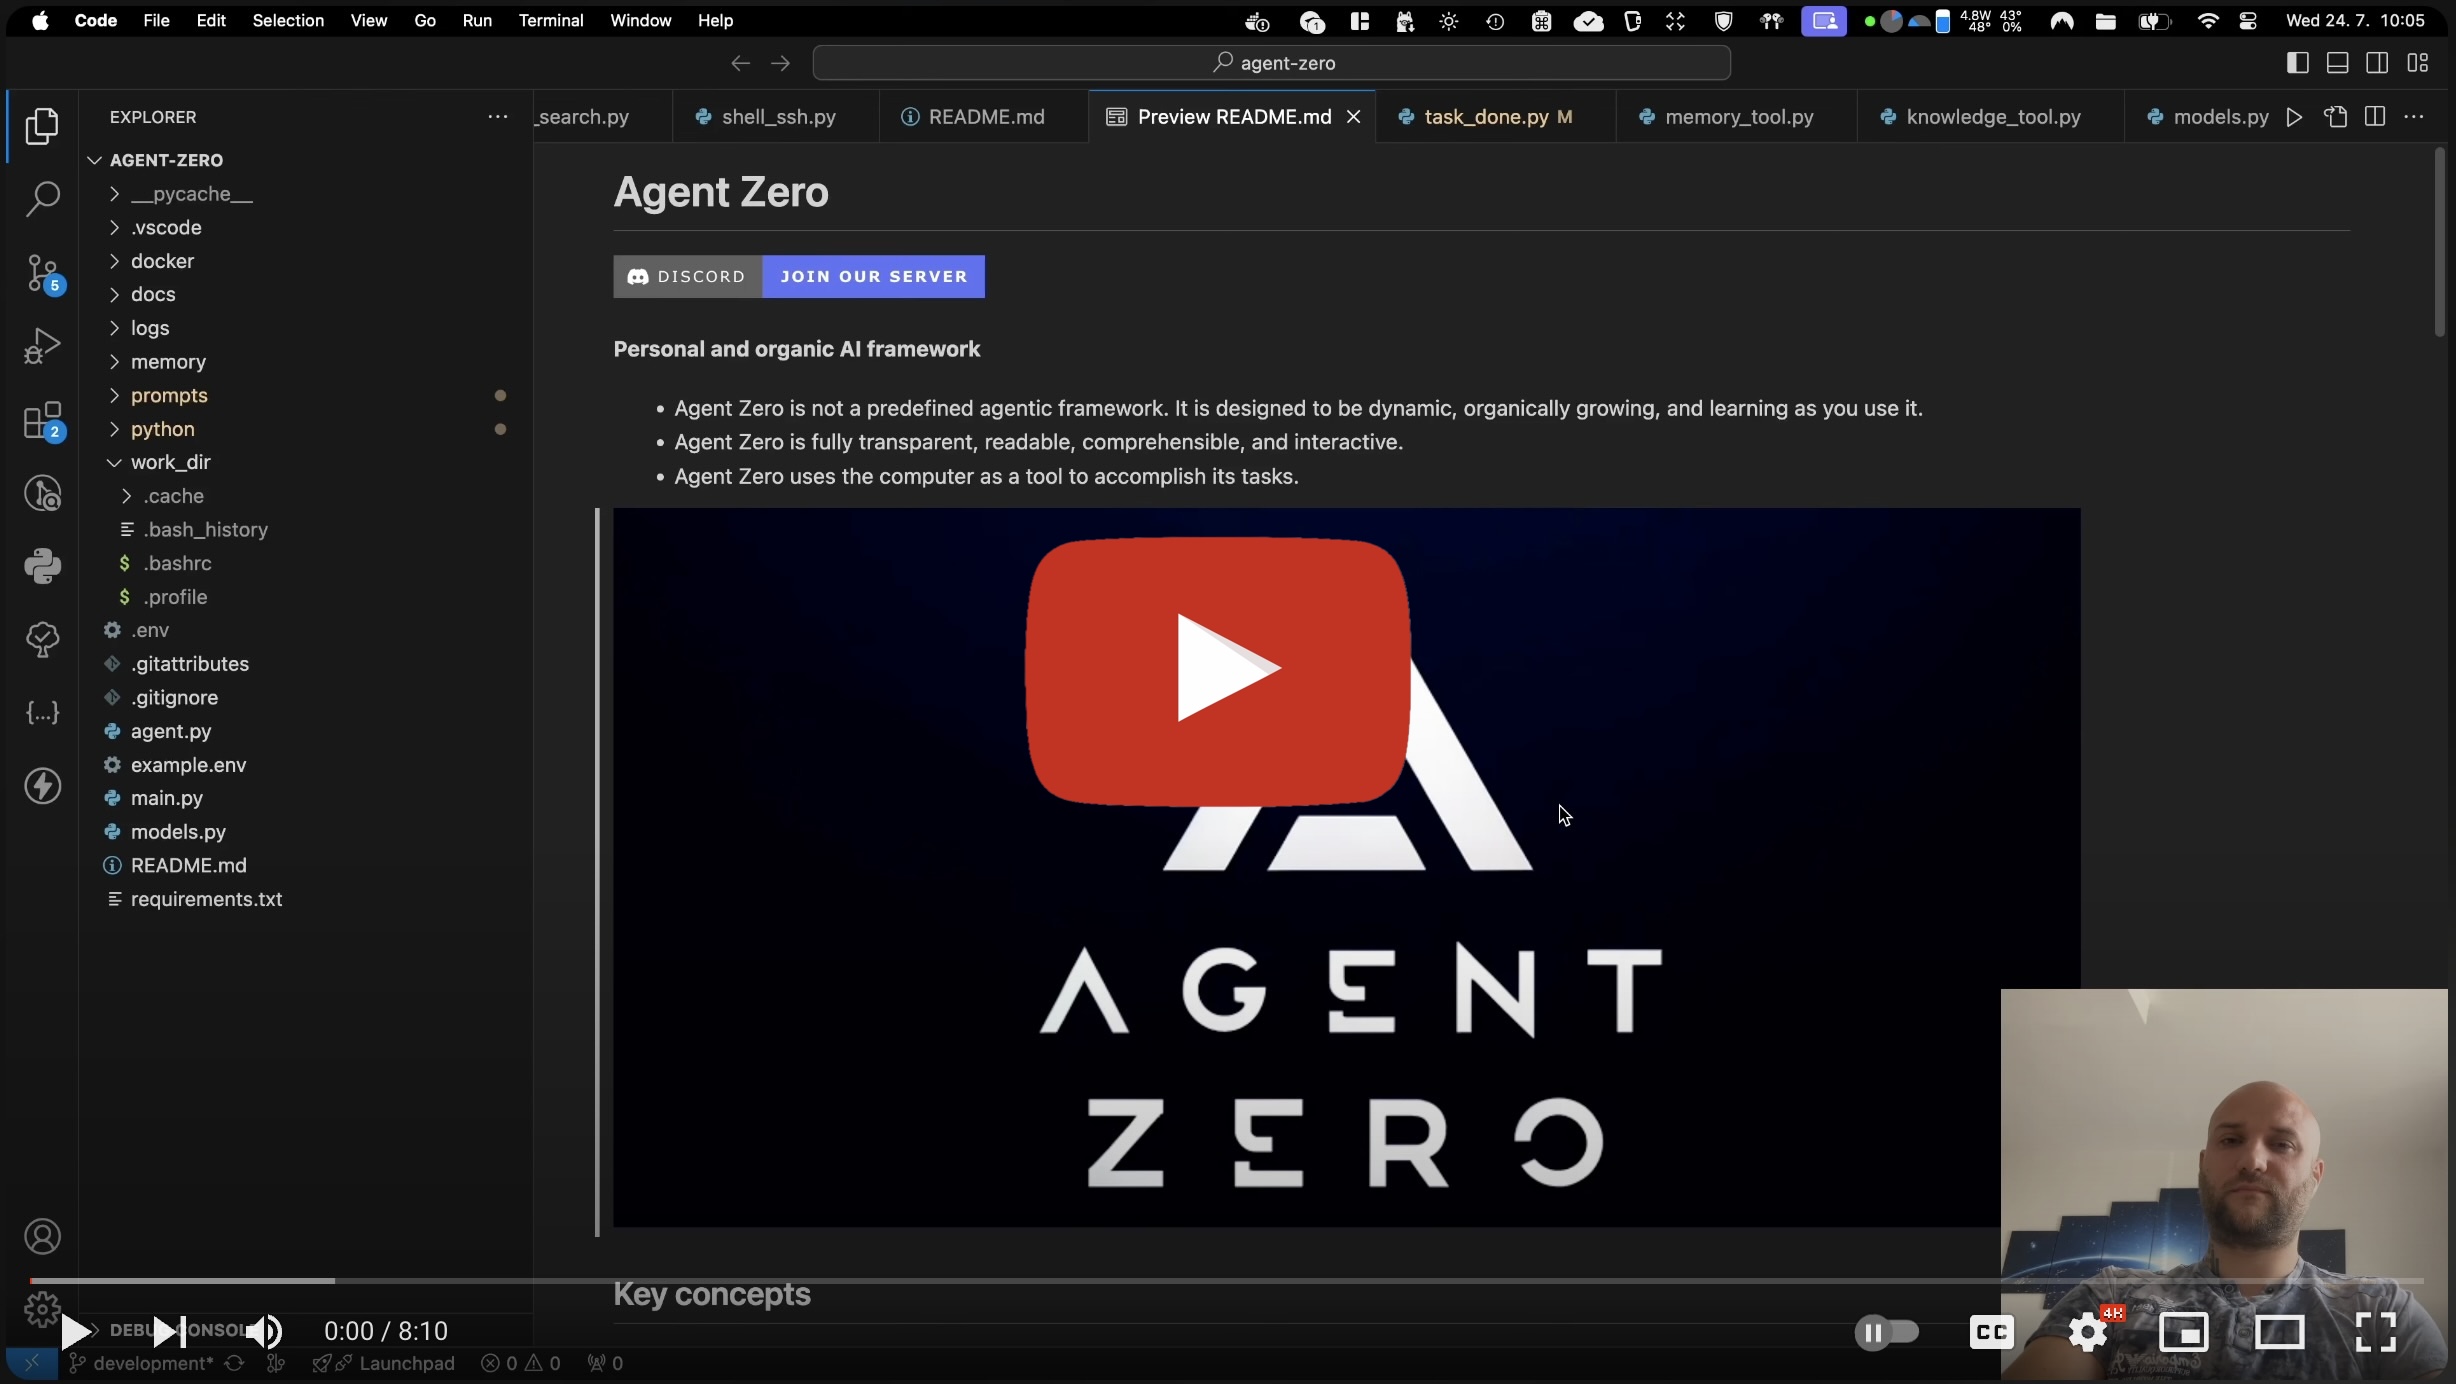 Code File Edit Selection View Go Run Terminal Window Help
4.8W 43°
48° 0%
Wed 24. 7. 10:05
agent-zero
EXPLORER
_search.py shell_ssh.py README.md Preview README.md task_done.py M memory_tool.py knowledge_tool.py models.py
AGENT-ZERO
__pycache__
.vscode
docker
docs
logs
memory
prompts
python
work_dir
.cache
.bash_history
.bashrc
.profile
.env
.gitattributes
.gitignore
agent.py
example.env
main.py
models.py
README.md
requirements.txt
5
2
Agent Zero
DISCORD JOIN OUR SERVER
Personal and organic AI framework
• Agent Zero is not a predefined agentic framework. It is designed to be dynamic, organically growing, and learning as you use it.
• Agent Zero is fully transparent, readable, comprehensible, and interactive.
• Agent Zero uses the computer as a tool to accomplish its tasks.
AGENT
ZERO
Key concepts
DEBUG CONSOLE
0:00 / 8:10
CC
4H
development* Launchpad 0 0 0